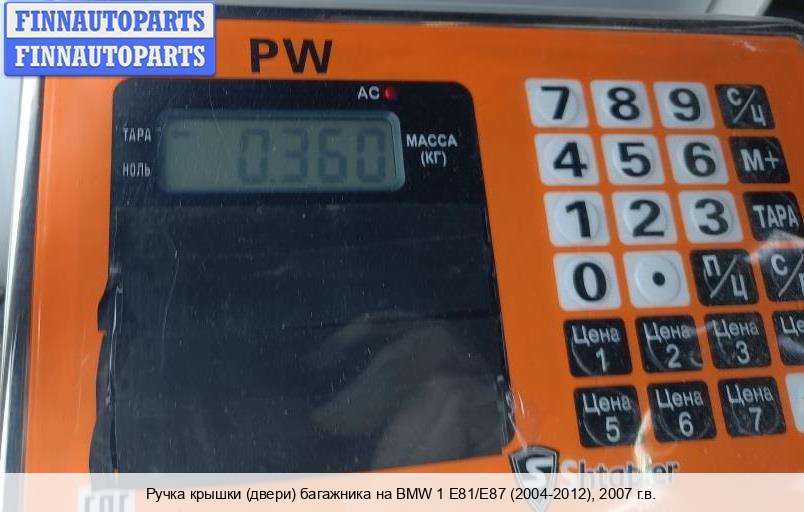 FINNAUTOPARTS
FINNAUTOPARTS
PW
AC
ТАРА
НОЛЬ
0.360
МАССА
(КГ)
7 8 9 С/Ц
4 5 6 М+
1 2 3 ТАРА
0 . П/Ц С/
Цена 1 Цена 2 Цена 3
Цена 5 Цена 6 Цена 7
S
Shtapler
Ручка крышки (двери) багажника на BMW 1 E81/E87 (2004-2012), 2007 г.в.